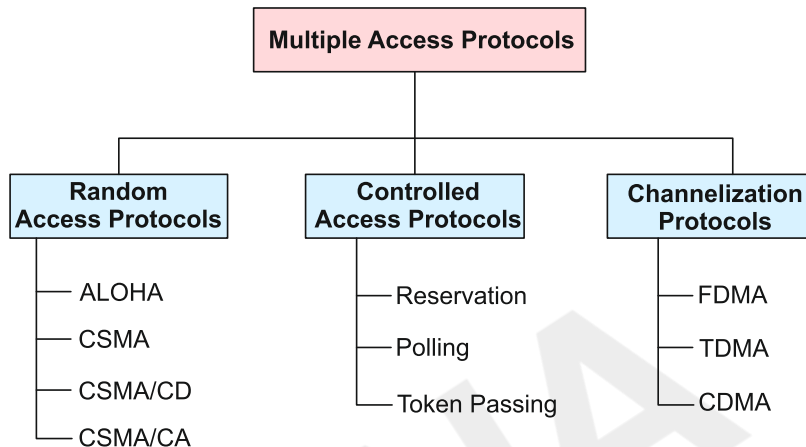 Multiple Access Protocols
Random
Access Protocols
Controlled
Access Protocols
Channelization
Protocols
ALOHA
CSMA
CSMA/CD
CSMA/CA
Reservation
Polling
Token Passing
FDMA
TDMA
CDMA